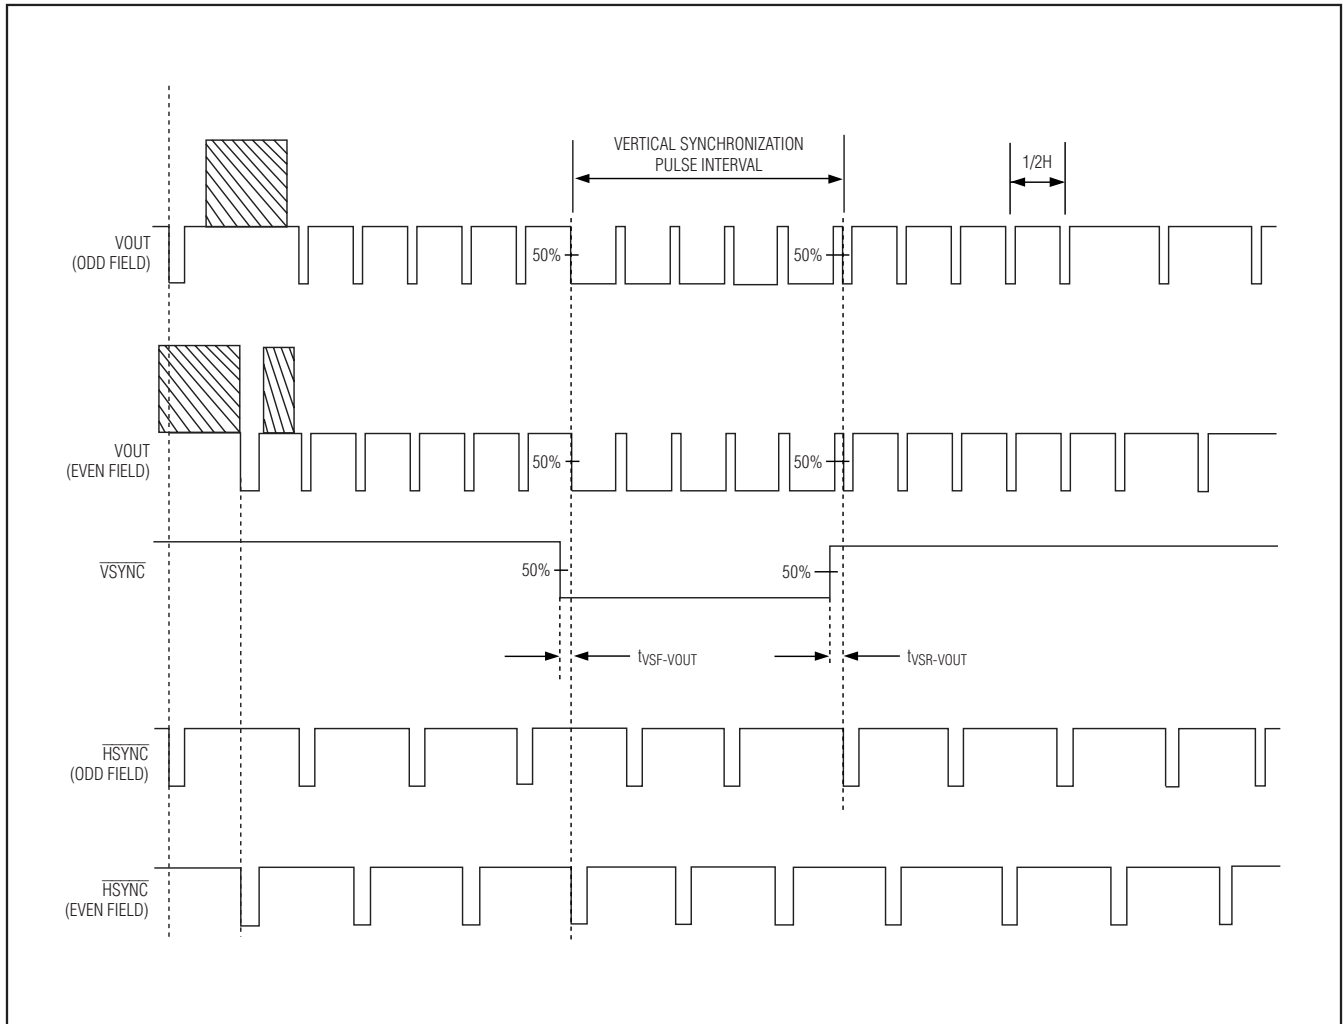 VERTICAL SYNCHRONIZATION
PULSE INTERVAL
1/2H
VOUT
(ODD FIELD)
50%
50%
VOUT
(EVEN FIELD)
50%
50%
VSYNC
50%
50%
tVSF-VOUT
tVSR-VOUT
HSYNC
(ODD FIELD)
HSYNC
(EVEN FIELD)